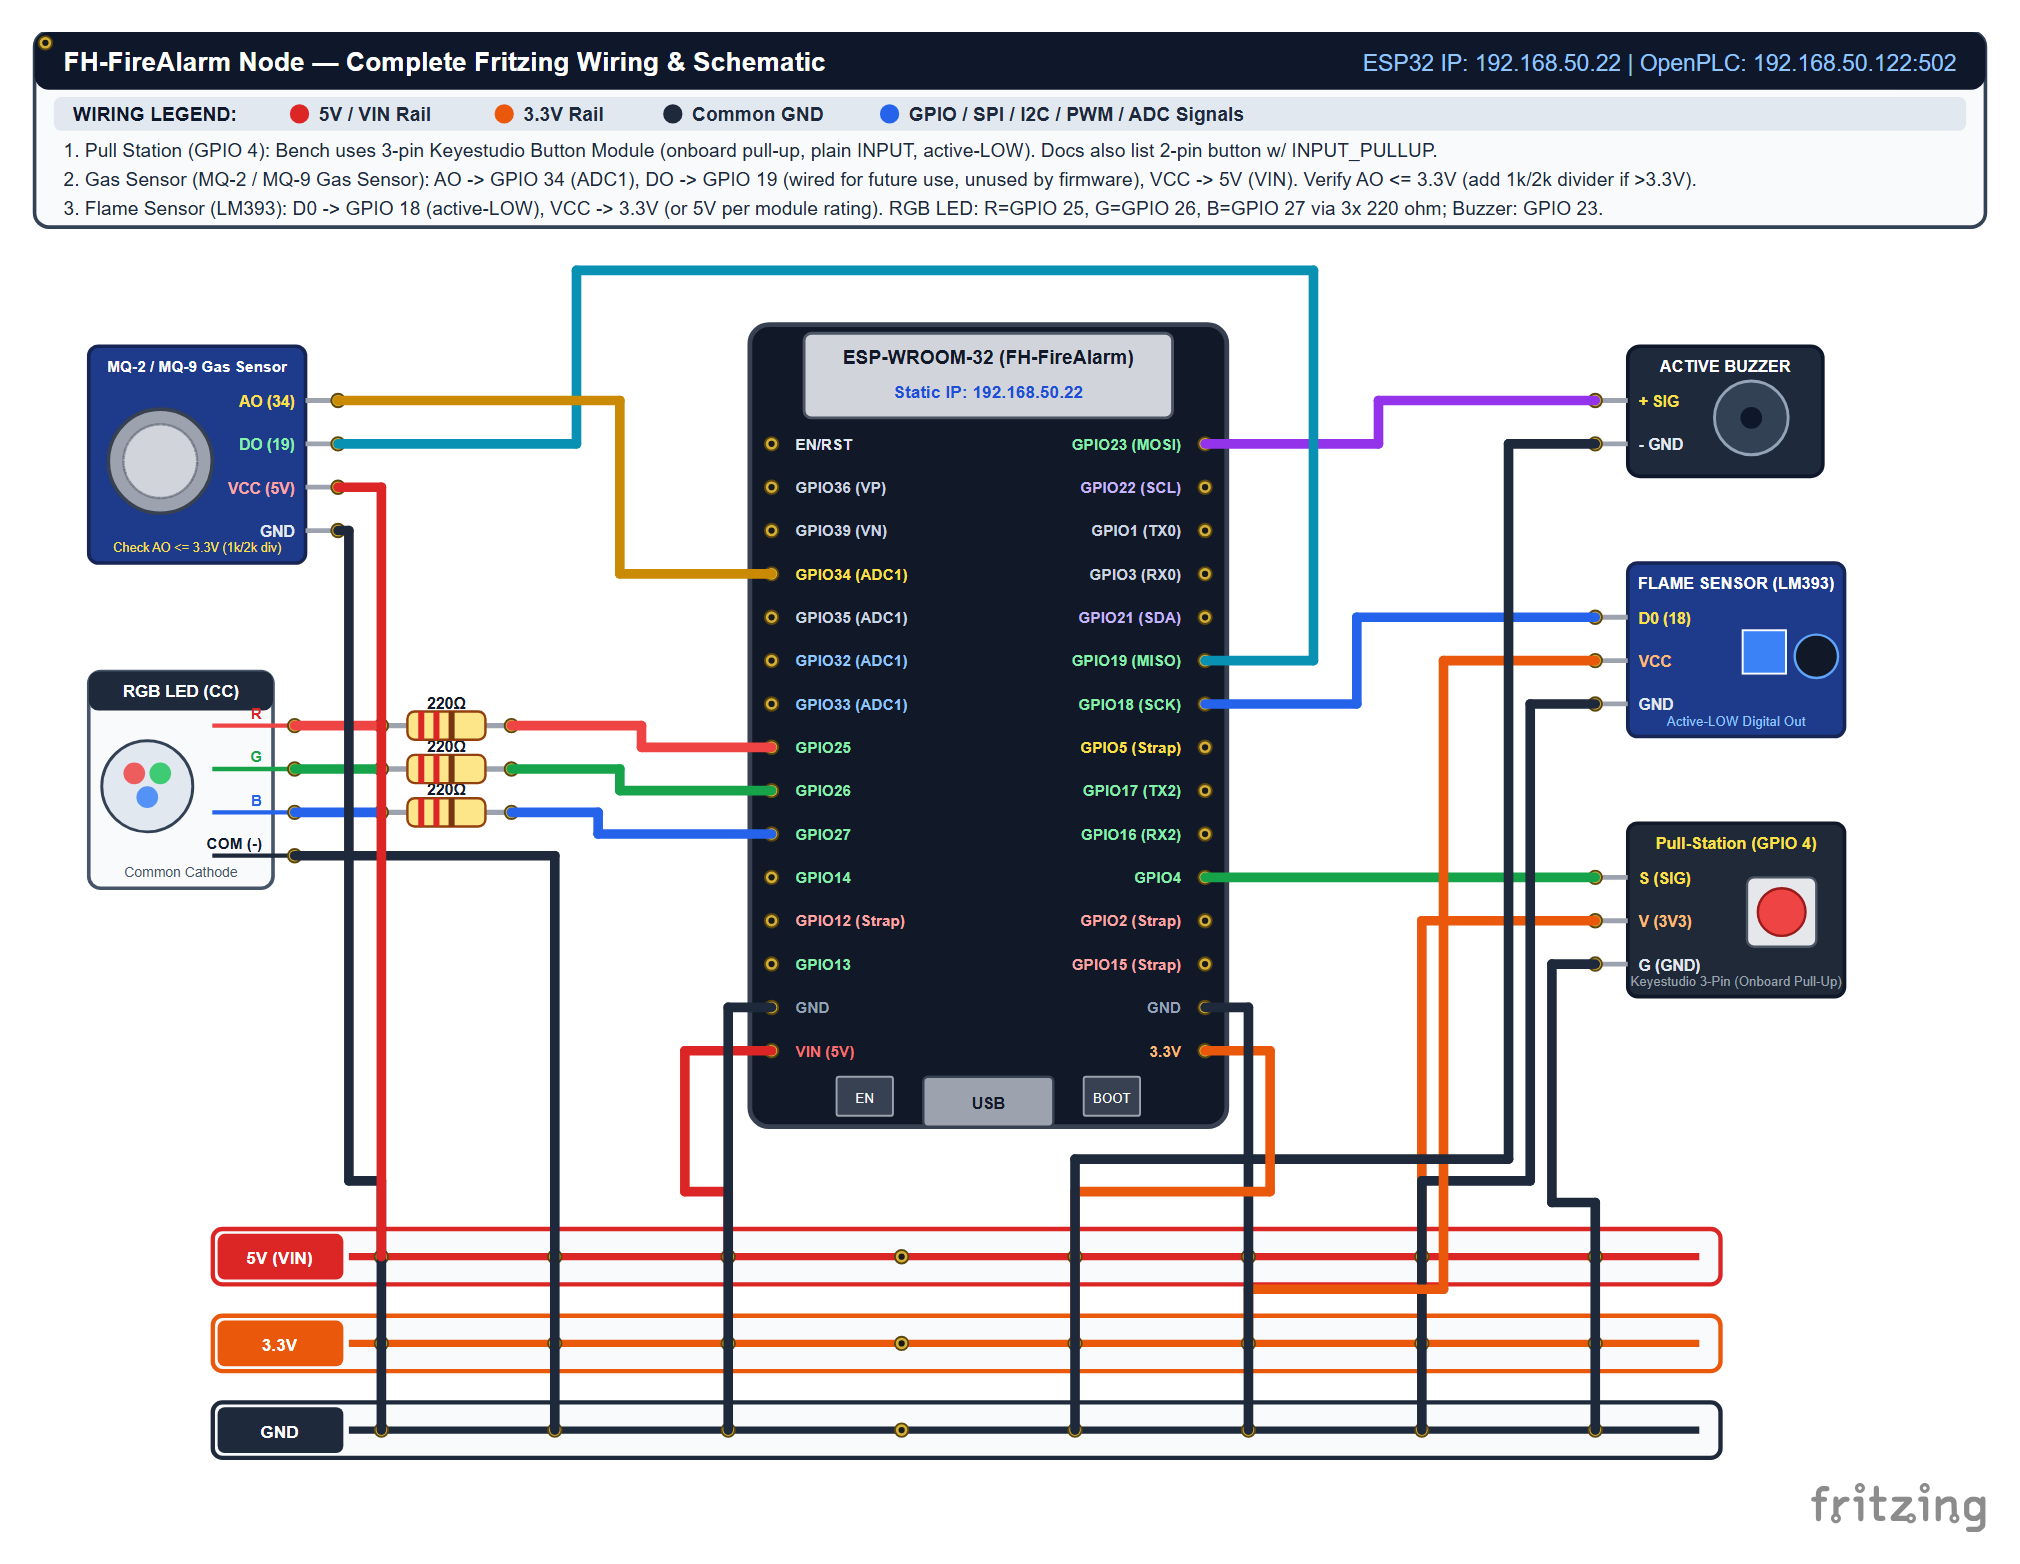 FH-FireAlarm Node — Complete Fritzing Wiring & Schematic
ESP32 IP: 192.168.50.22 | OpenPLC: 192.168.50.122:502
WIRING LEGEND: 5V / VIN Rail 3.3V Rail Common GND GPIO / SPI / I2C / PWM / ADC Signals
1. Pull Station (GPIO 4): Bench uses 3-pin Keyestudio Button Module (onboard pull-up, plain INPUT, active-LOW). Docs also list 2-pin button w/ INPUT_PULLUP.
2. Gas Sensor (MQ-2 / MQ-9 Gas Sensor): AO -> GPIO 34 (ADC1), DO -> GPIO 19 (wired for future use, unused by firmware), VCC -> 5V (VIN). Verify AO <= 3.3V (add 1k/2k divider if >3.3V).
3. Flame Sensor (LM393): D0 -> GPIO 18 (active-LOW), VCC -> 3.3V (or 5V per module rating). RGB LED: R=GPIO 25, G=GPIO 26, B=GPIO 27 via 3x 220 ohm; Buzzer: GPIO 23.
MQ-2 / MQ-9 Gas Sensor
AO (34)
DO (19)
VCC (5V)
GND
Check AO <= 3.3V (1k/2k div)
RGB LED (CC)
R
G
B
COM (-)
Common Cathode
220Ω
220Ω
220Ω
ESP-WROOM-32 (FH-FireAlarm)
Static IP: 192.168.50.22
EN/RST
GPIO36 (VP)
GPIO39 (VN)
GPIO34 (ADC1)
GPIO35 (ADC1)
GPIO32 (ADC1)
GPIO33 (ADC1)
GPIO25
GPIO26
GPIO27
GPIO14
GPIO12 (Strap)
GPIO13
GND
VIN (5V)
GPIO23 (MOSI)
GPIO22 (SCL)
GPIO1 (TX0)
GPIO3 (RX0)
GPIO21 (SDA)
GPIO19 (MISO)
GPIO18 (SCK)
GPIO5 (Strap)
GPIO17 (TX2)
GPIO16 (RX2)
GPIO4
GPIO2 (Strap)
GPIO15 (Strap)
GND
3.3V
EN
USB
BOOT
ACTIVE BUZZER
+ SIG
- GND
FLAME SENSOR (LM393)
D0 (18)
VCC
GND
Active-LOW Digital Out
Pull-Station (GPIO 4)
S (SIG)
V (3V3)
G (GND)
Keyestudio 3-Pin (Onboard Pull-Up)
5V (VIN)
3.3V
GND
fritzing